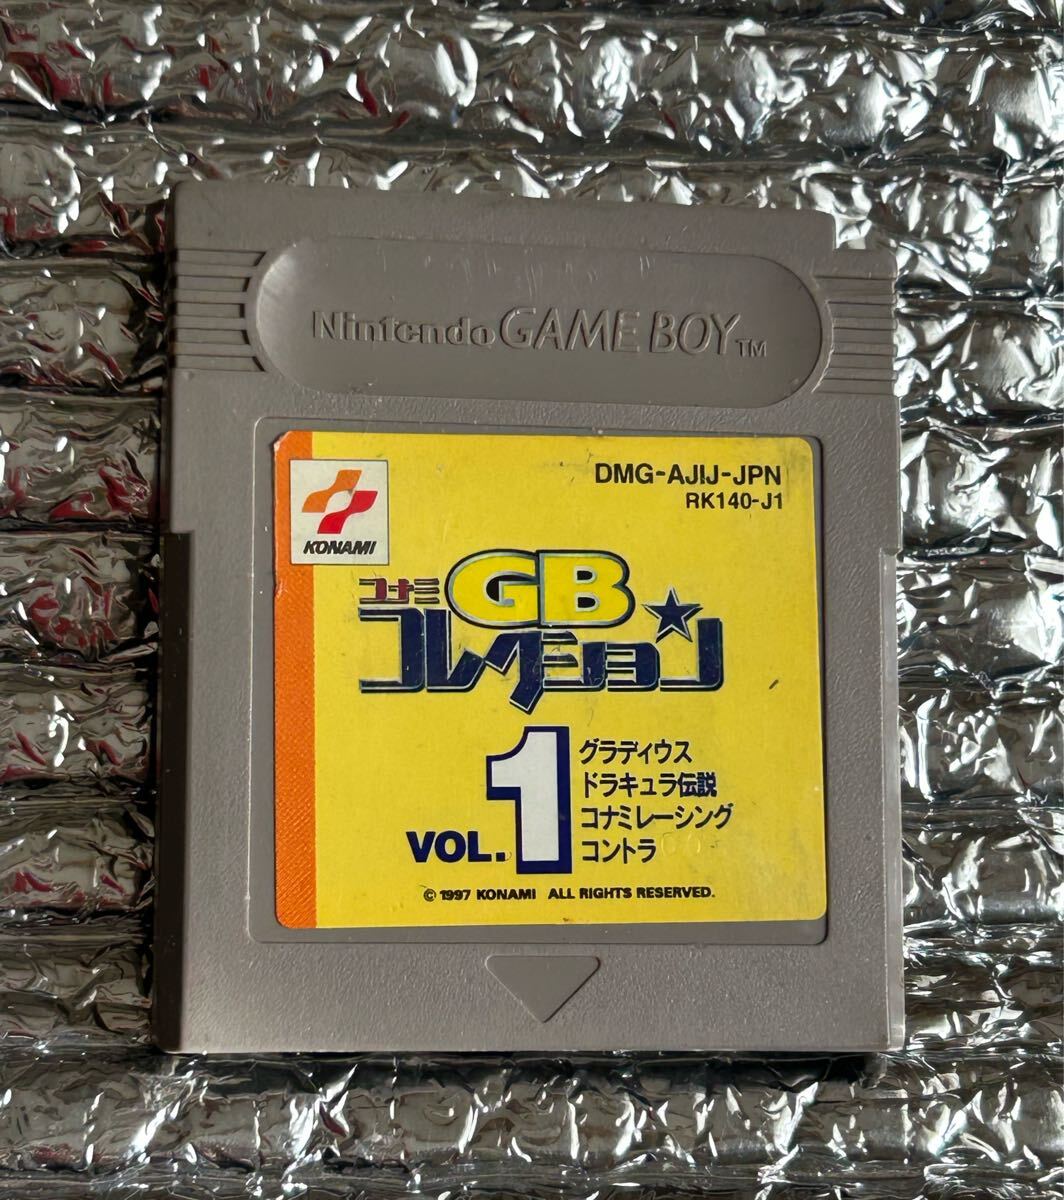 Nintendo GAME BOY TM
DMG-AJIJ-JPN
RK140-J1
KONAMI
コナミ GB
コレクション
VOL. 1
グラディウス
ドラキュラ伝説
コナミレーシング
コントラ
© 1997 KONAMI ALL RIGHTS RESERVED.